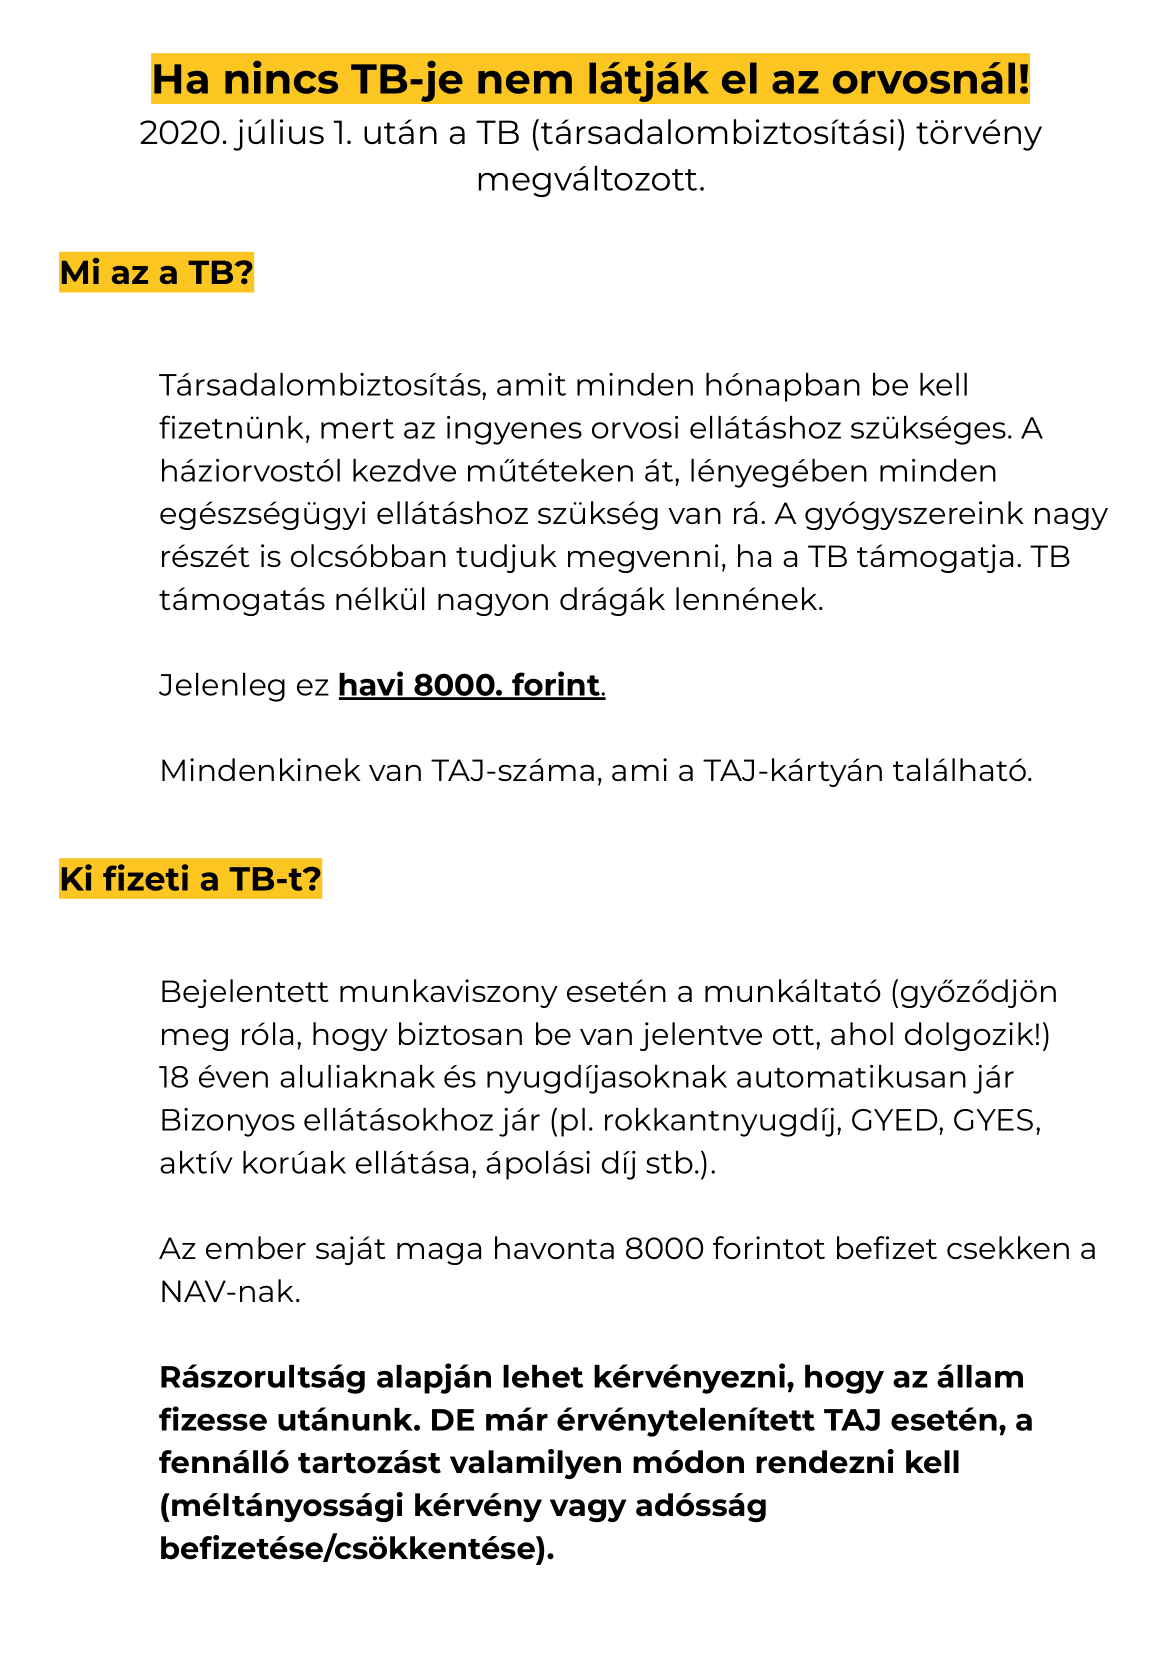 Ha nincs TB-je nem látják el az orvosnál!
2020. július 1. után a TB (társadalombiztosítási) törvény
megváltozott.
Mi az a TB?
Társadalombiztosítás, amit minden hónapban be kell
fizetnünk, mert az ingyenes orvosi ellátáshoz szükséges. A
háziorvostól kezdve műtéteken át, lényegében minden
egészségügyi ellátáshoz szükség van rá. A gyógyszereink nagy
részét is olcsóbban tudjuk megvenni, ha a TB támogatja. TB
támogatás nélkül nagyon drágák lennének.
Jelenleg ez havi 8000. forint.
Mindenkinek van TAJ-száma, ami a TAJ-kártyán található.
Ki fizeti a TB-t?
Bejelentett munkaviszony esetén a munkáltató (győződjön
meg róla, hogy biztosan be van jelentve ott, ahol dolgozik!)
18 éven aluliaknak és nyugdíjasoknak automatikusan jár
Bizonyos ellátásokhoz jár (pl. rokkantnyugdíj, GYED, GYES,
aktív korúak ellátása, ápolási díj stb.).
Az ember saját maga havonta 8000 forintot befizet csekken a
NAV-nak.
Rászorultság alapján lehet kérvényezni, hogy az állam
fizesse utánunk. DE már érvénytelenített TAJ esetén, a
fennálló tartozást valamilyen módon rendezni kell
(méltányossági kérvény vagy adósság
befizetése/csökkentése).